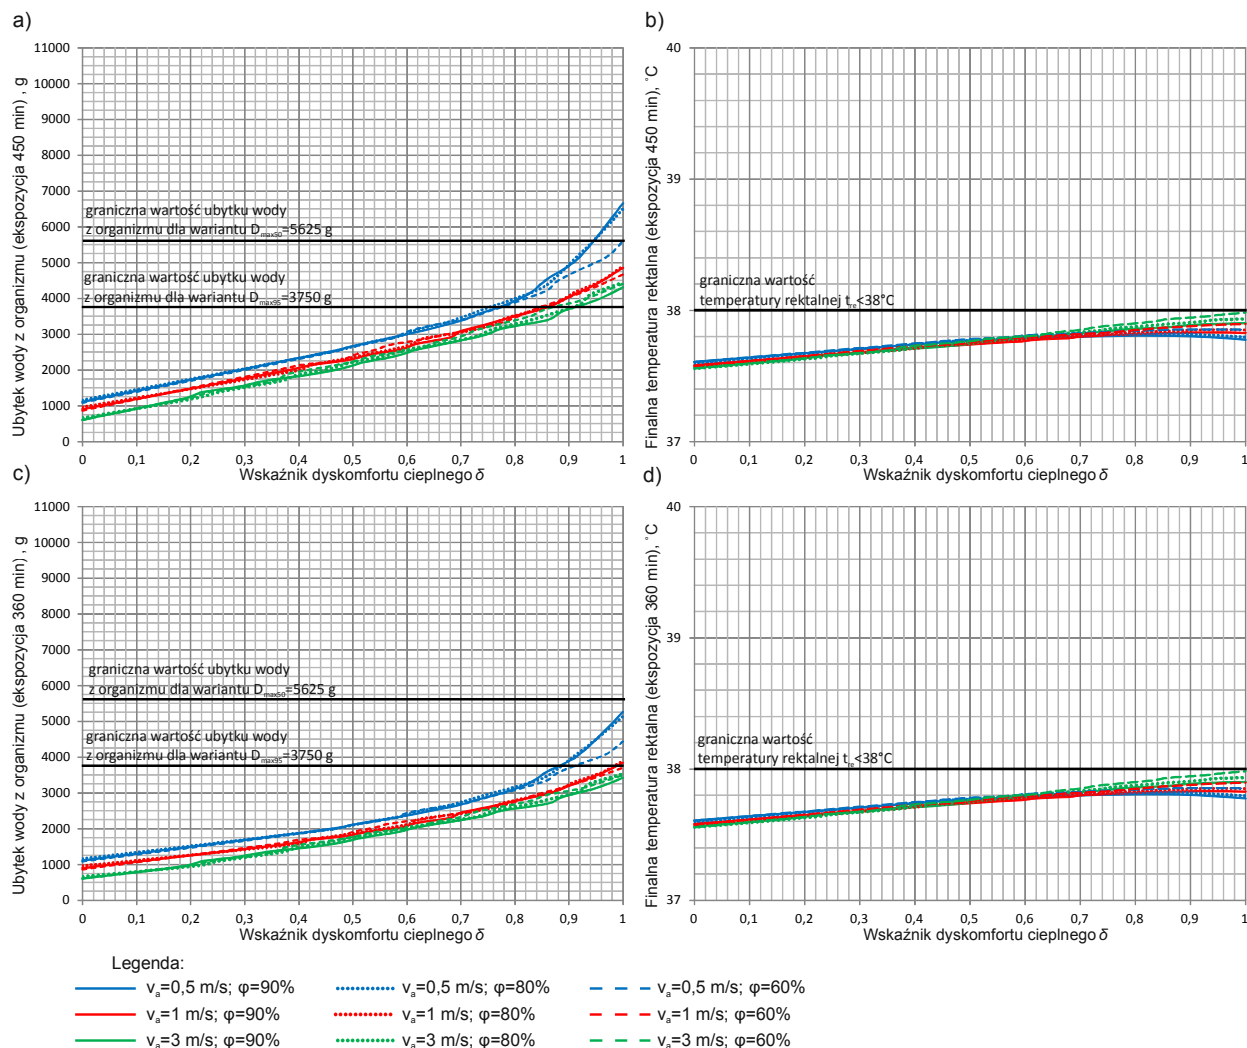 a)
Ubytek wody z organizmu (ekspozycja 450 min) , g
11000
10000
9000
8000
7000
6000
5000
4000
3000
2000
1000
0
graniczna wartość ubytku wody
z organizmu dla wariantu Dmax50=5625 g
graniczna wartość ubytku wody
z organizmu dla wariantu Dmax95=3750 g
0 0,1 0,2 0,3 0,4 0,5 0,6 0,7 0,8 0,9 1
Wskaźnik dyskomfortu cieplnego δ
b)
Finalna temperatura rektalna (ekspozycja 450 min), ˚C
40
39
38
37
graniczna wartość
temperatury rektalnej tre<38°C
0 0,1 0,2 0,3 0,4 0,5 0,6 0,7 0,8 0,9 1
Wskaźnik dyskomfortu cieplnego δ
c)
Ubytek wody z organizmu (ekspozycja 360 min) , g
11000
10000
9000
8000
7000
6000
5000
4000
3000
2000
1000
0
graniczna wartość ubytku wody
z organizmu dla wariantu Dmax50=5625 g
graniczna wartość ubytku wody
z organizmu dla wariantu Dmax95=3750 g
0 0,1 0,2 0,3 0,4 0,5 0,6 0,7 0,8 0,9 1
Wskaźnik dyskomfortu cieplnego δ
d)
Finalna temperatura rektalna (ekspozycja 360 min), ˚C
40
39
38
37
graniczna wartość
temperatury rektalnej tre<38°C
0 0,1 0,2 0,3 0,4 0,5 0,6 0,7 0,8 0,9 1
Wskaźnik dyskomfortu cieplnego δ
Legenda:
va=0,5 m/s; φ=90% va=0,5 m/s; φ=80% va=0,5 m/s; φ=60%
va=1 m/s; φ=90% va=1 m/s; φ=80% va=1 m/s; φ=60%
va=3 m/s; φ=90% va=3 m/s; φ=80% va=3 m/s; φ=60%